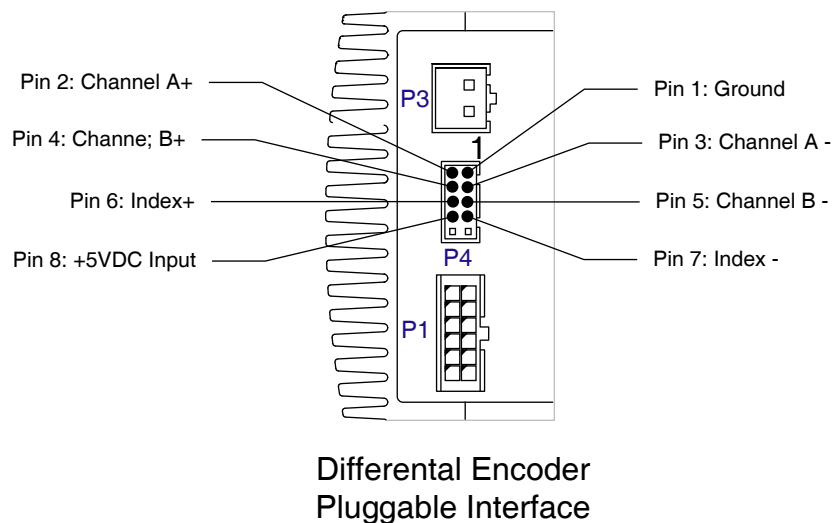 Pin 2: Channel A+
Pin 1: Ground
P3
1
Pin 4: Channe; B+
Pin 3: Channel A -
Pin 6: Index+
Pin 5: Channel B -
Pin 8: +5VDC Input
P4
Pin 7: Index -
P1
Differental Encoder
Pluggable Interface